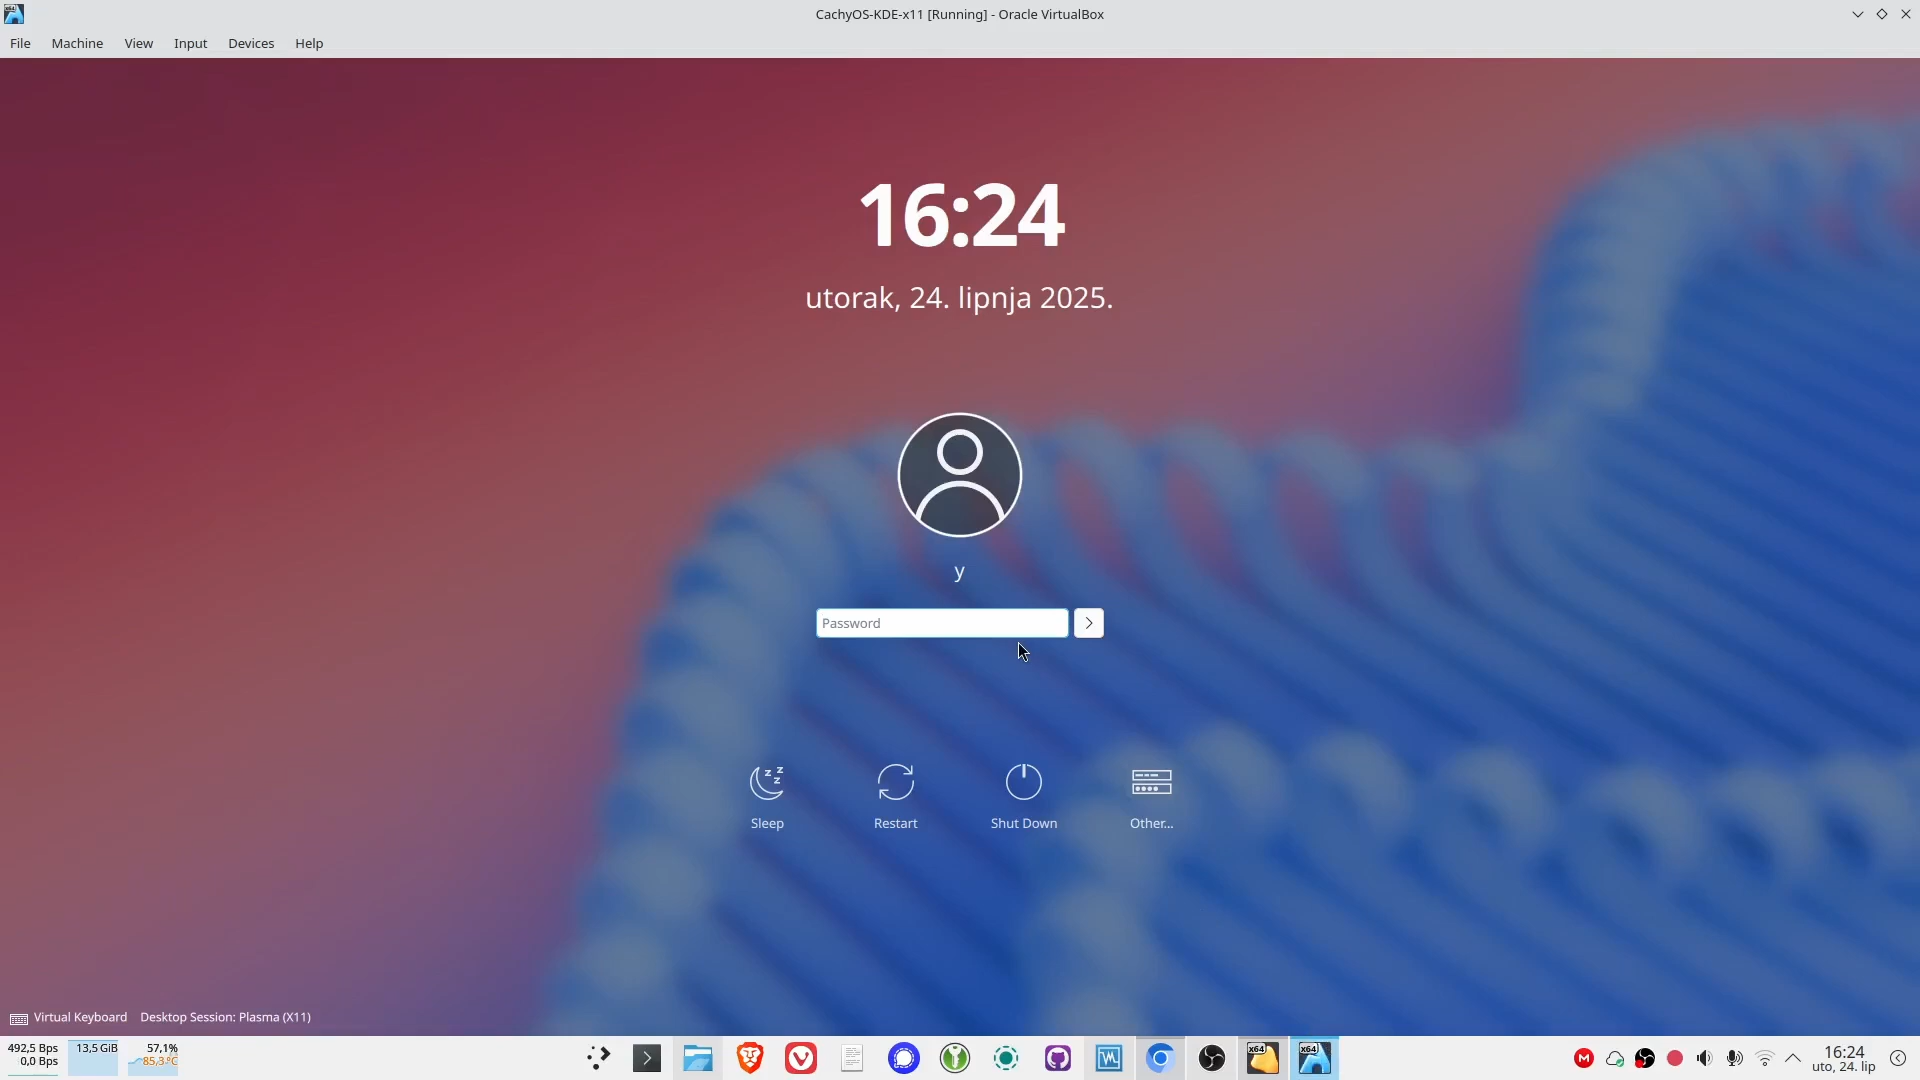 CachyOS-KDE-x11 [Running] - Oracle VirtualBox
File Machine View Input Devices Help
16:24
utorak, 24. lipnja 2025.
y
Password
Sleep Restart Shut Down Other...
Virtual Keyboard Desktop Session: Plasma (X11)
492,5 Bps 13,5 GiB 57,1%
0,0 Bps 85,3 °C
x64 x64
16:24
uto, 24. lip